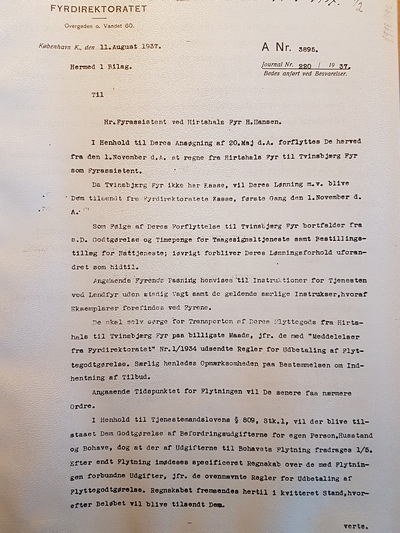 FYRDIREKTORATET
Overgaden o. Vandet 60.
København K., den 11.August 1937.
A Nr. 3895.
Journal Nr. 220 / 1937.
Bedes anført ved Besvarelser.
Hermed 1 Bilag.
Til
Hr.Fyrassistent ved Hirtshals Fyr H.Hansen.
I Henhold til Deres Ansøgning af 20.Maj d.A. forflyttes De herved
fra den 1.November d.A. at regne fra Hirtshals Fyr til Tvinsbjærg Fyr
som Fyrassistent.
Da Tvinsbjærg Fyr ikke har Kasse, vil Deres Lønning m.v. blive
Dem tilsendt fra Fyrdirektoratets Kasse, første Gang den 1.November d.
A.
Som Følge af Deres Forflyttelse til Tvinsbjærg Fyr bortfalder fra
s.D. Godtgørelse og Timepenge for Taagesignaltjeneste samt Bestillings-
tillæg for Nattjeneste; iøvrigt forbliver Deres Lønningsforhold uforan-
dret som hidtil.
Angaaende Fyrenes Pasning henvises til Instruktioner for Tjenesten
ved Landfyr uden stadig Vagt samt de geldende særlige Instrukser,hvoraf
Eksemplarer forefindes ved Fyrene.
De skal selv sørge for Transporten af Deres Flyttegods fra Hirts-
hals til Tvinsbjærg Fyr paa billigste Maade, jfr. de med "Meddelelser
fra Fyrdirektoratet" Nr.1/1934 udsendte Regler for Udbetaling af Flyt-
tegodtgørelse. Særlig henledes Opmærksomheden paa Bestemmelsen om Ind-
hentning af Tilbud.
Angaaende Tidspunktet for Flytningen vil De senere faa nærmere
Ordre.
I Henhold til Tjenestemandslovens § 809, Stk.1, vil der blive til-
staaet Dem Godtgørelse af Befordringsudgifterne for egen Person,Husstand
og Bohave, dog at der af Udgifterne til Bohavets Flytning fradrages 1/5.
Efter endt Flytning imødeses specificeret Regnskab over de med Flytnin-
gen forbundne Udgifter, jfr. de ovennævnte Regler for Udbetaling af
Flyttegodtgørelse. Regnskabet fremsendes hertil i kvitteret Stand,hvor-
efter Beløbet vil blive tilsendt Dem.
verte.